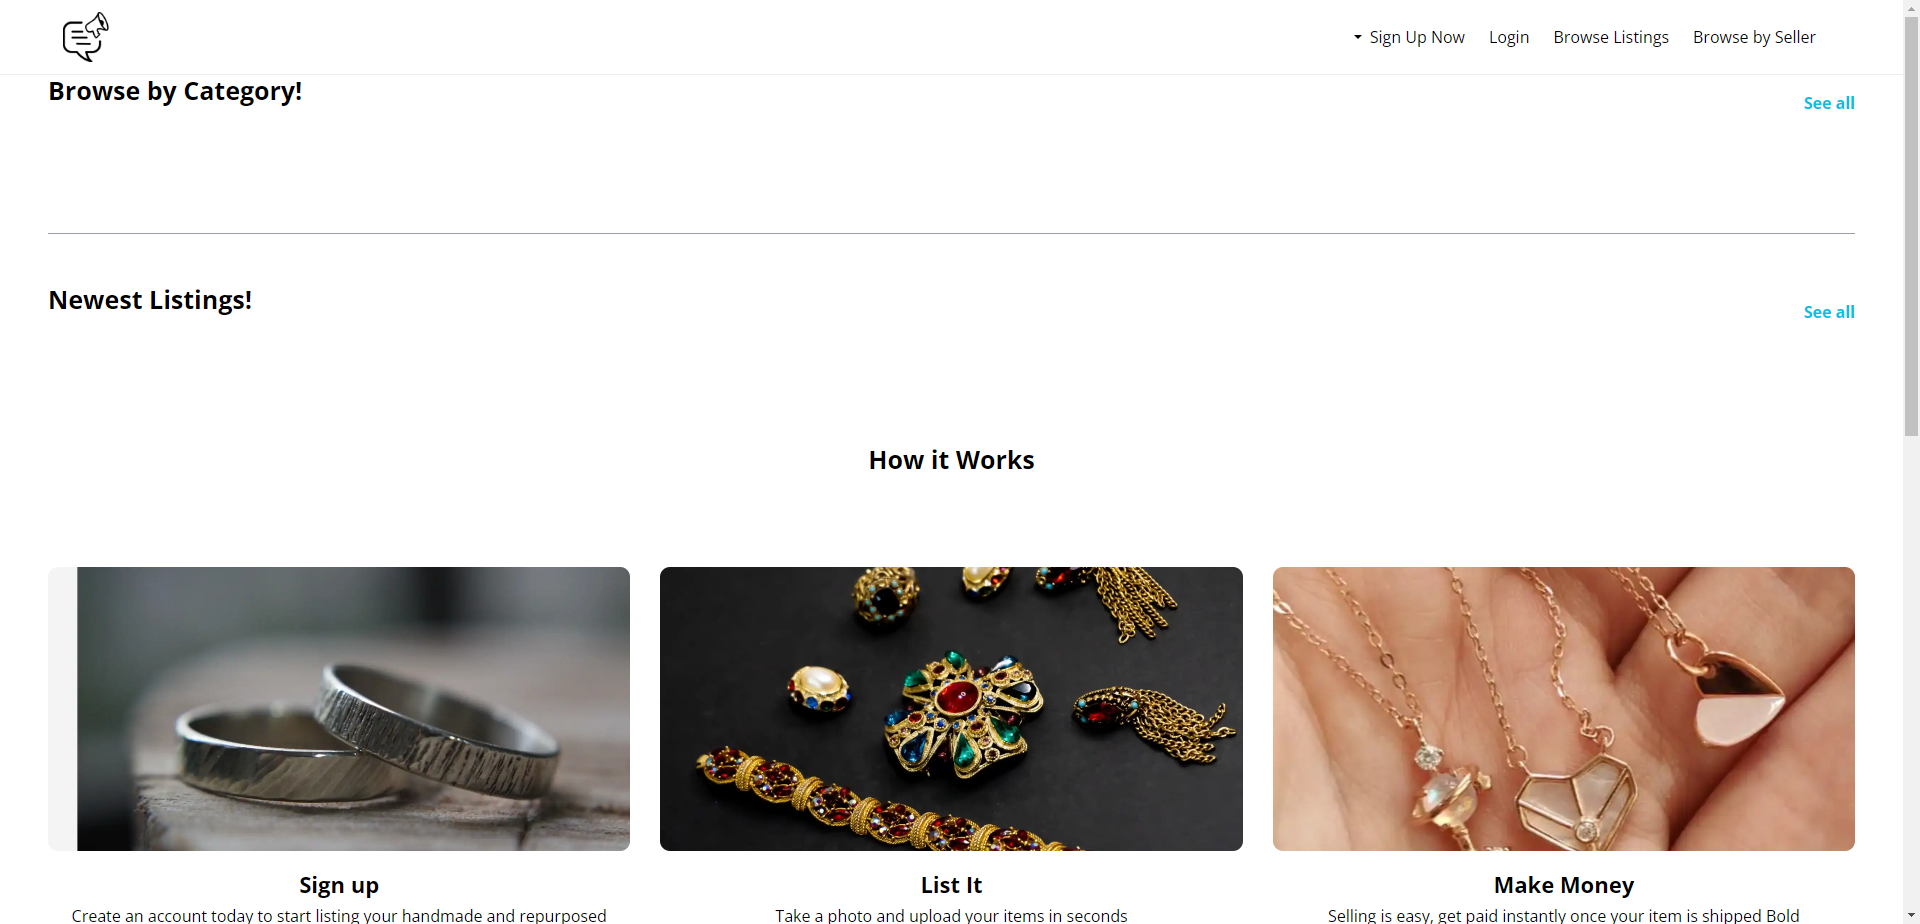 Sign Up Now Login Browse Listings Browse by Seller
Browse by Category!
See all
Newest Listings!
See all
How it Works
Sign up
Create an account today to start listing your handmade and repurposed
List It
Take a photo and upload your items in seconds
Make Money
Selling is easy, get paid instantly once your item is shipped Bold